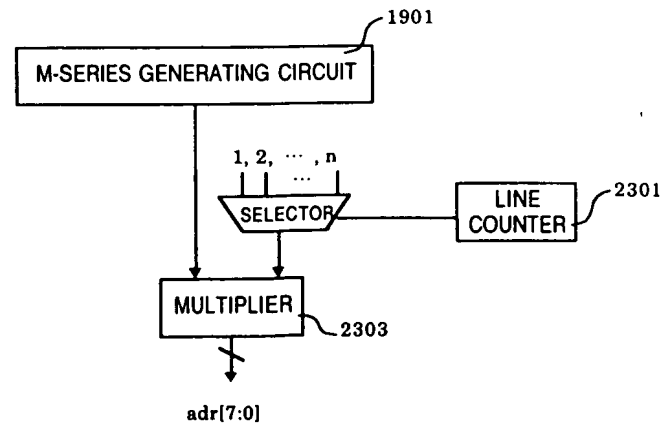 1901
M-SERIES GENERATING CIRCUIT
1, 2, ··· , n
···
SELECTOR
LINE
COUNTER
2301
MULTIPLIER
2303
adr[7:0]